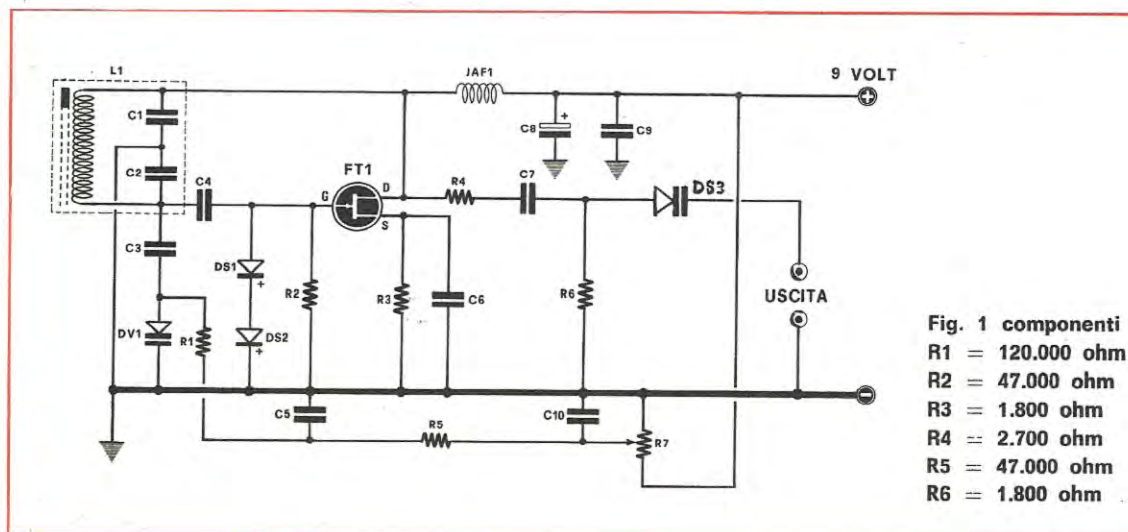 L1
JAF1
9 VOLT
+
C1
C8
+
C9
C2
FT1
C4
D
G
S
R4
C7
DS3
C3
DS1
+
R2
R3
C6
R6
USCITA
DV1
R1
DS2
+
C5
R5
C10
R7
-
Fig. 1 componenti
R1 = 120.000 ohm
R2 = 47.000 ohm
R3 = 1.800 ohm
R4 = 2.700 ohm
R5 = 47.000 ohm
R6 = 1.800 ohm